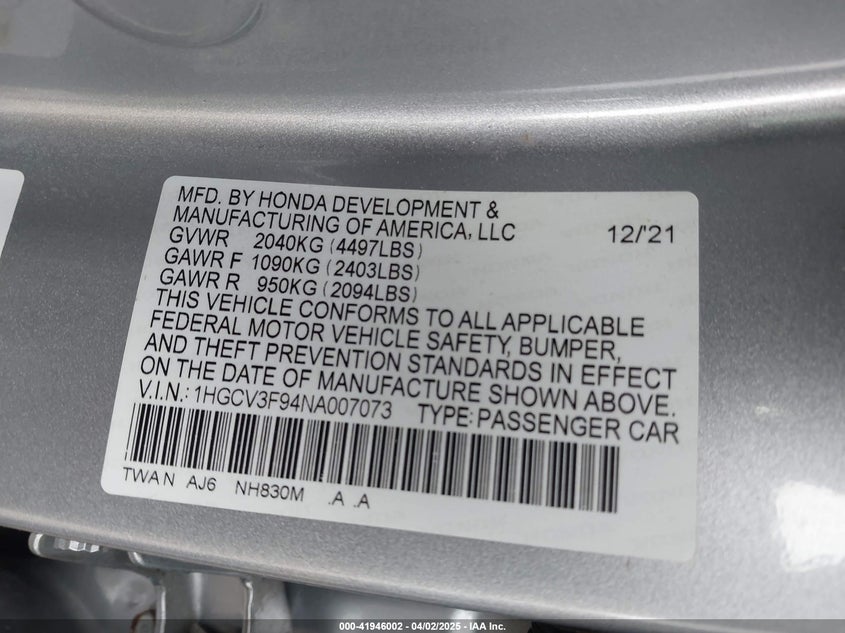 MFD. BY HONDA DEVELOPMENT &
MANUFACTURING OF AMERICA, LLC 12/'21
GVWR 2040KG (4497LBS)
GAWR F 1090KG (2403LBS)
GAWR R 950KG (2094LBS)
THIS VEHICLE CONFORMS TO ALL APPLICABLE
FEDERAL MOTOR VEHICLE SAFETY, BUMPER,
AND THEFT PREVENTION STANDARDS IN EFFECT
ON THE DATE OF MANUFACTURE SHOWN ABOVE.
V.I.N.: 1HGCV3F94NA007073 TYPE: PASSENGER CAR
TWA N AJ6 NH830M .A .A
000-41946002 - 04/02/2025 - IAA Inc.